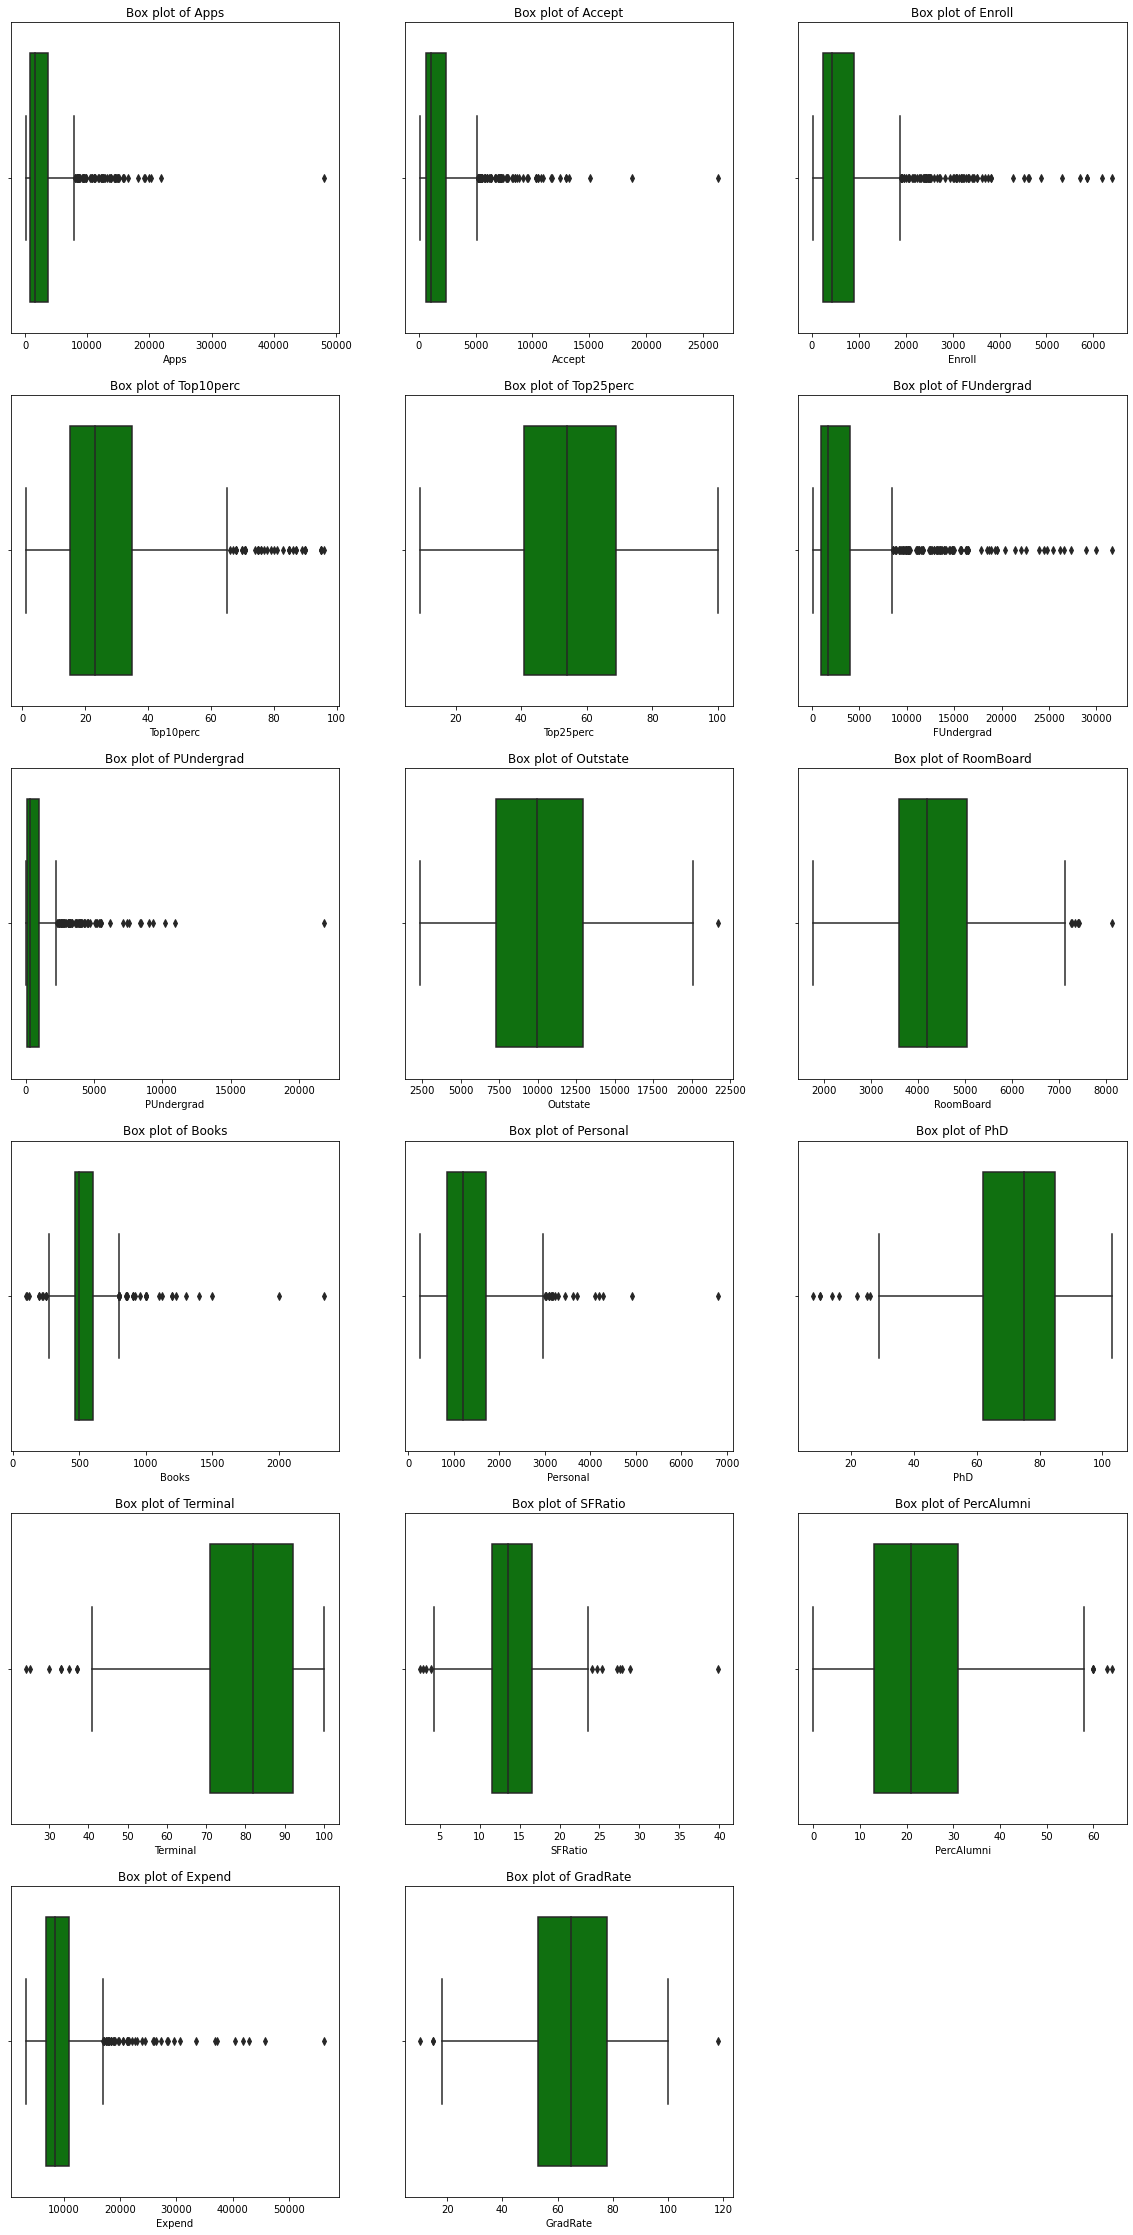 Box plot of Apps
Box plot of Accept
Box plot of Enroll
0 10000 20000 30000 40000 50000
0 5000 10000 15000 20000 25000
0 1000 2000 3000 4000 5000 6000
Apps
Accept
Enroll
Box plot of Top10perc
Box plot of Top25perc
Box plot of FUndergrad
0 20 40 60 80 100
20 40 60 80 100
0 5000 10000 15000 20000 25000 30000
Top10perc
Top25perc
FUndergrad
Box plot of PUndergrad
Box plot of Outstate
Box plot of RoomBoard
0 5000 10000 15000 20000
2500 5000 7500 10000 12500 15000 17500 20000 22500
2000 3000 4000 5000 6000 7000 8000
PUndergrad
Outstate
RoomBoard
Box plot of Books
Box plot of Personal
Box plot of PhD
0 500 1000 1500 2000
0 1000 2000 3000 4000 5000 6000 7000
20 40 60 80 100
Books
Personal
PhD
Box plot of Terminal
Box plot of SFRatio
Box plot of PercAlumni
30 40 50 60 70 80 90 100
5 10 15 20 25 30 35 40
0 10 20 30 40 50 60
Terminal
SFRatio
PercAlumni
Box plot of Expend
Box plot of GradRate
10000 20000 30000 40000 50000
20 40 60 80 100 120
Expend
GradRate